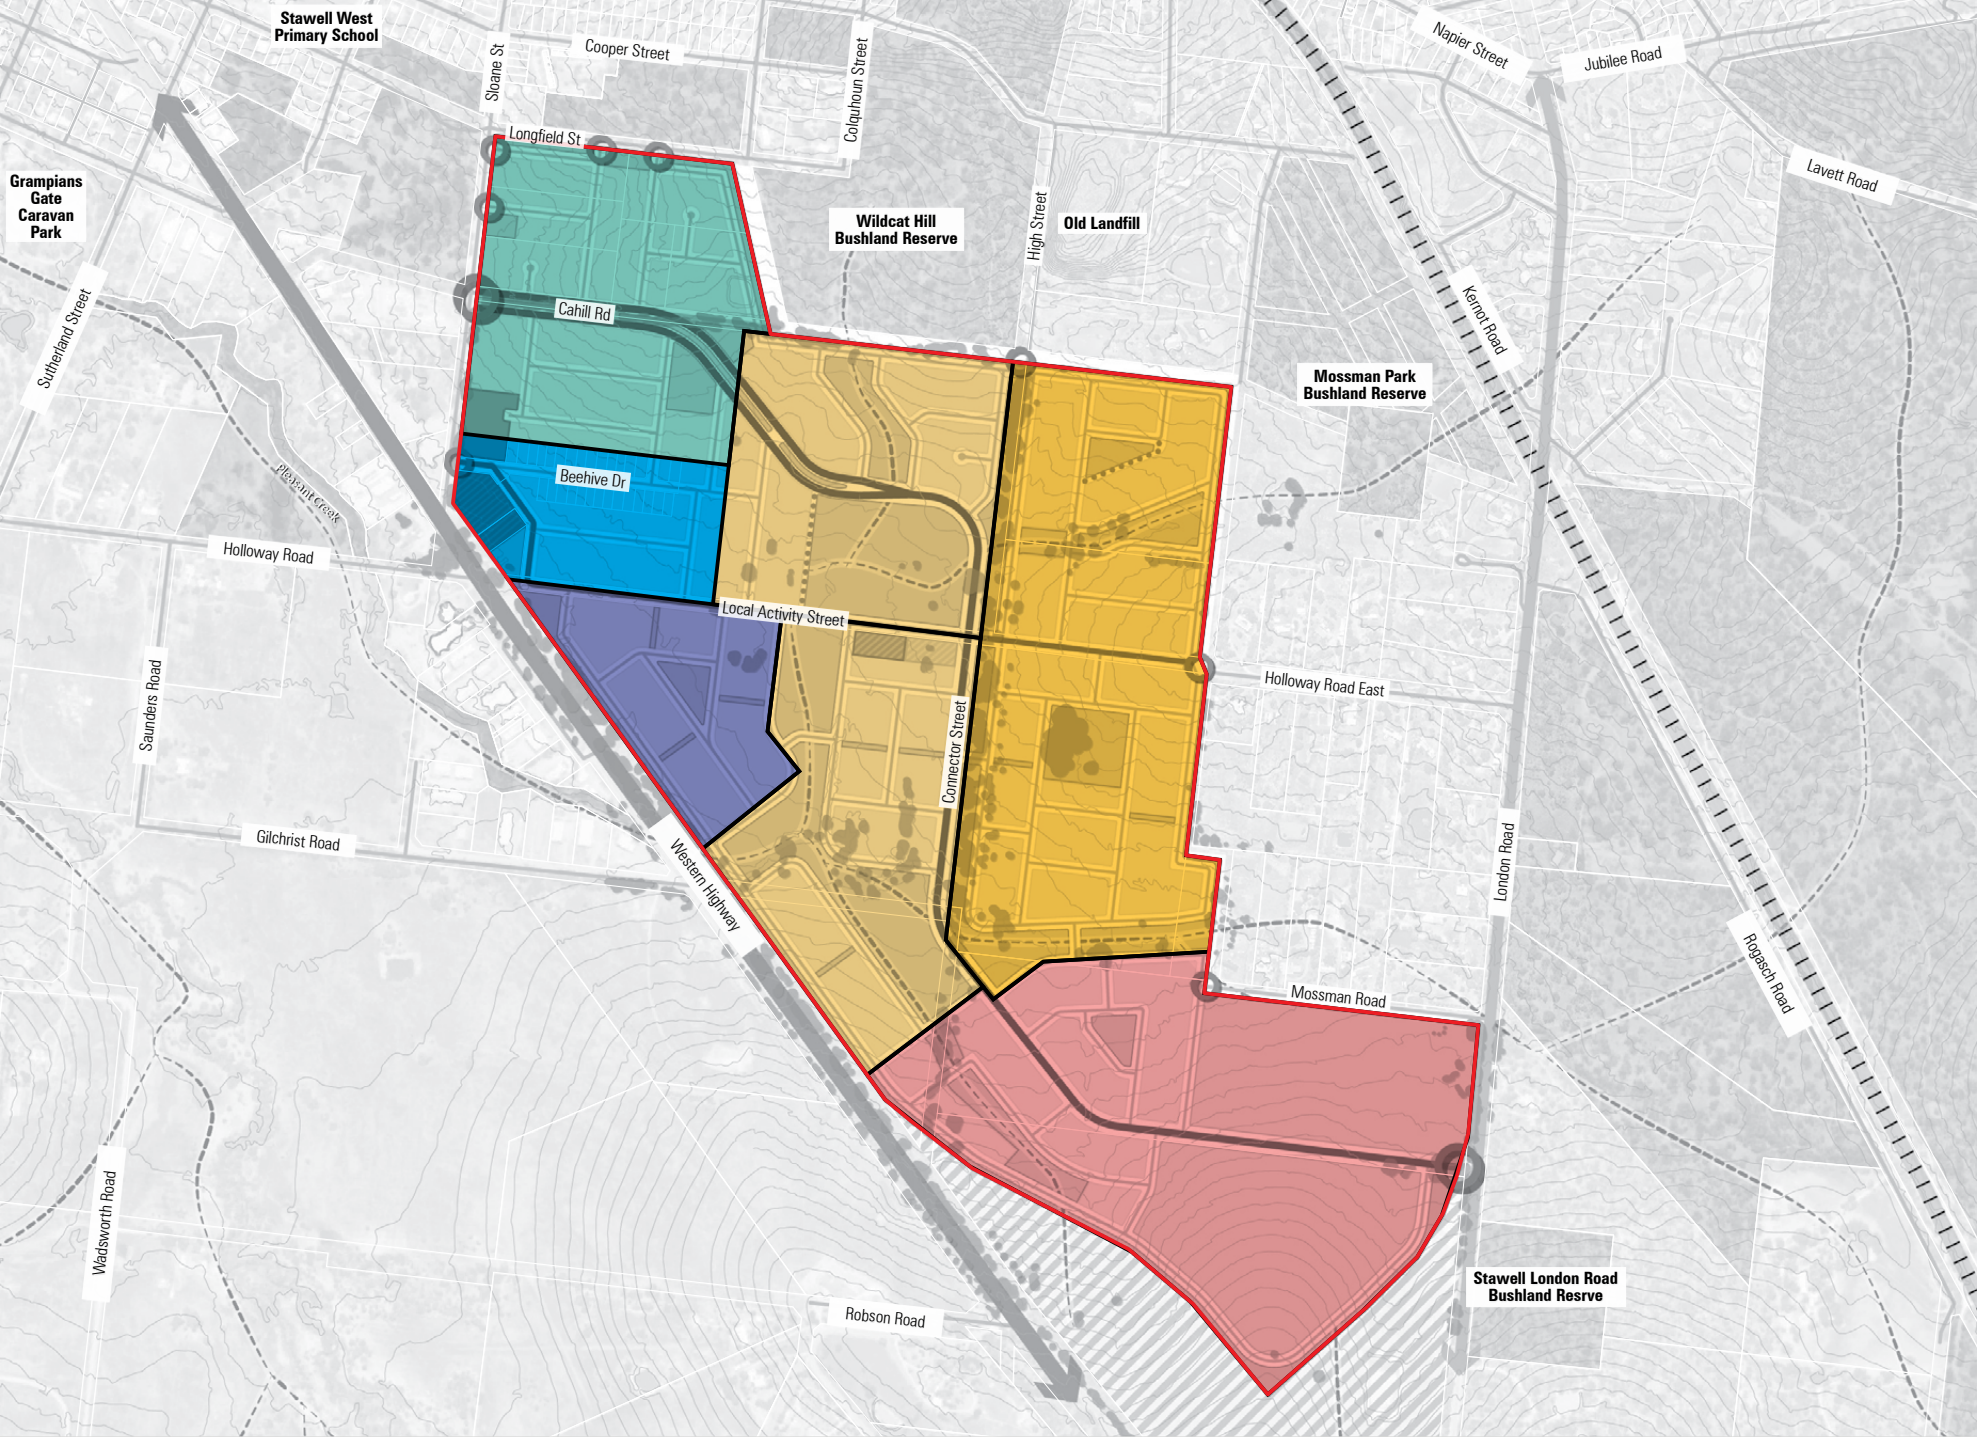 Stawell West
Primary School
Sloane St
Cooper Street
Colquhoun Street
Napier Street
Jubilee Road
Longfield St
Lavett Road
Grampians
Gate
Caravan
Park
Wildcat Hill
Bushland Reserve
High Street
Old Landfill
Sutherland Street
Cahill Rd
Kernot Road
Mossman Park
Bushland Reserve
Pleasant Creek
Beehive Dr
Holloway Road
Local Activity Street
Saunders Road
Holloway Road East
Connector Street
Gilchrist Road
Western Highway
London Road
Rogasch Road
Mossman Road
Wadsworth Road
Stawell London Road
Bushland Resrve
Robson Road